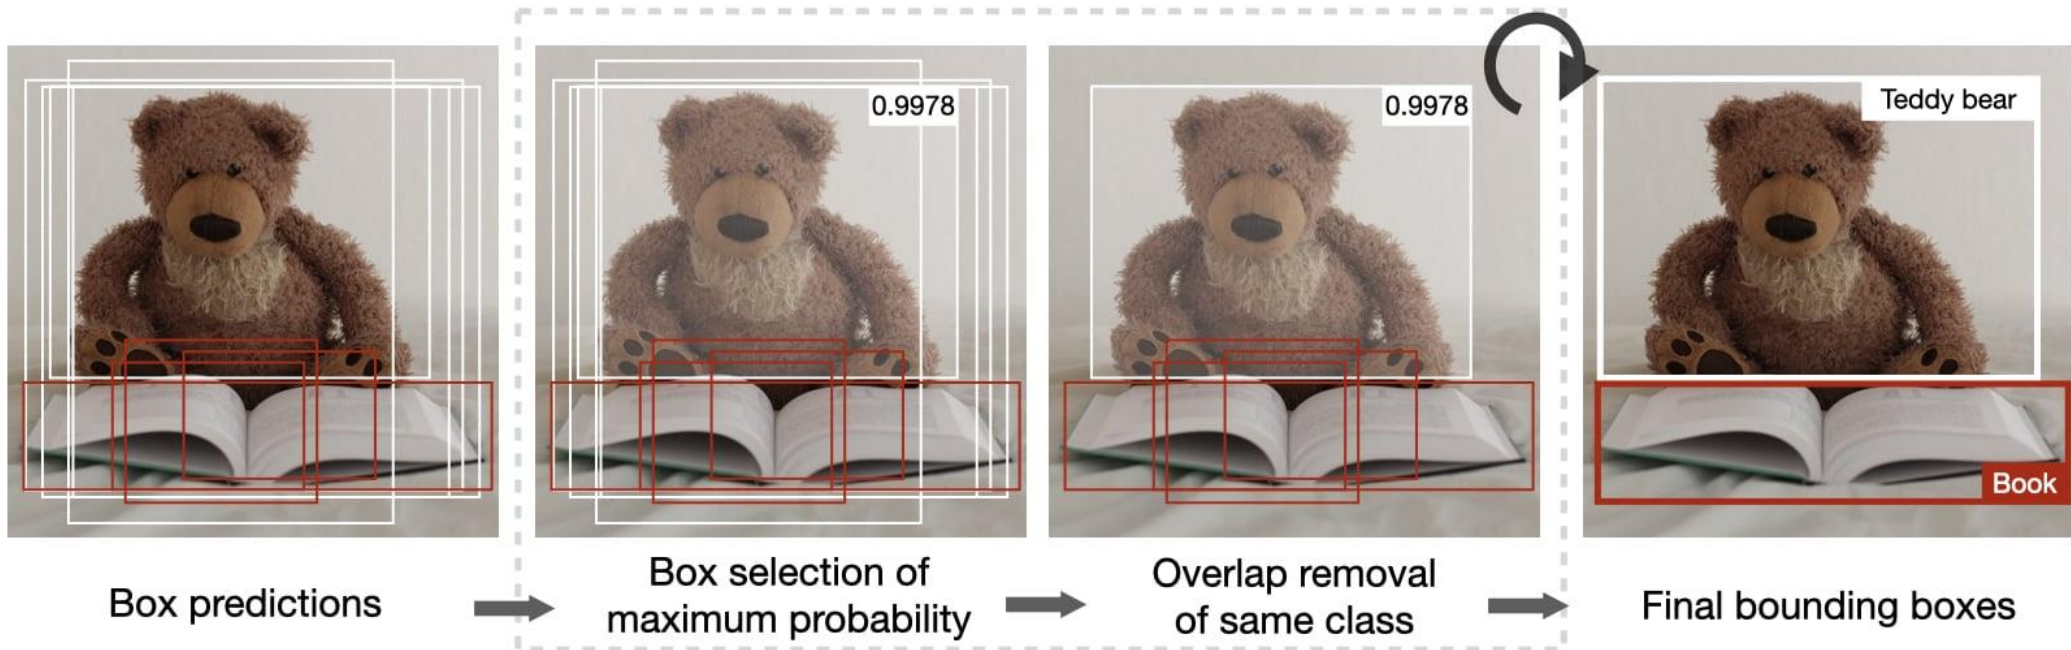 0.9978
0.9978
Teddy bear
Book
Box predictions
Box selection of
maximum probability
Overlap removal
of same class
Final bounding boxes